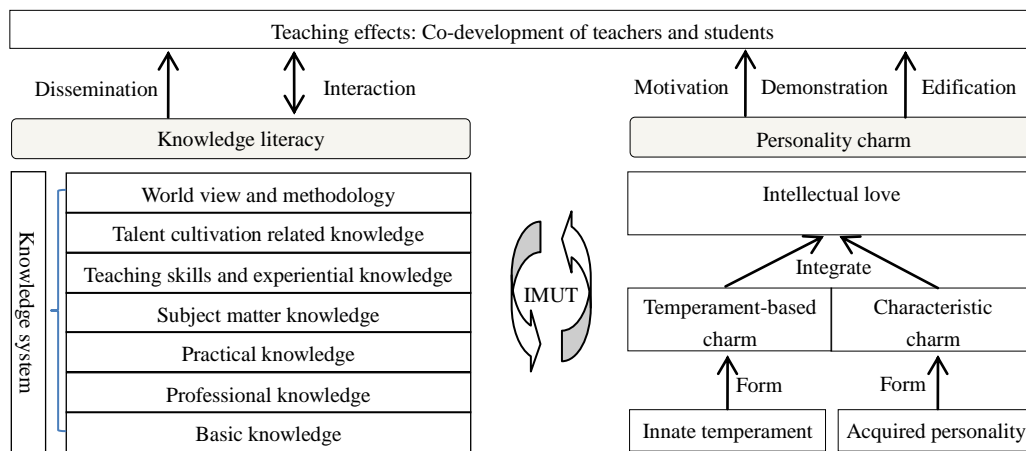 Teaching effects: Co-development of teachers and students
Dissemination
Interaction
Motivation
Demonstration
Edification
Knowledge literacy
Personality charm
Knowledge system
World view and methodology
Talent cultivation related knowledge
Teaching skills and experiential knowledge
Subject matter knowledge
Practical knowledge
Professional knowledge
Basic knowledge
IMUT
Intellectual love
Integrate
Temperament-based
charm
Characteristic
charm
Form
Form
Innate temperament
Acquired personality